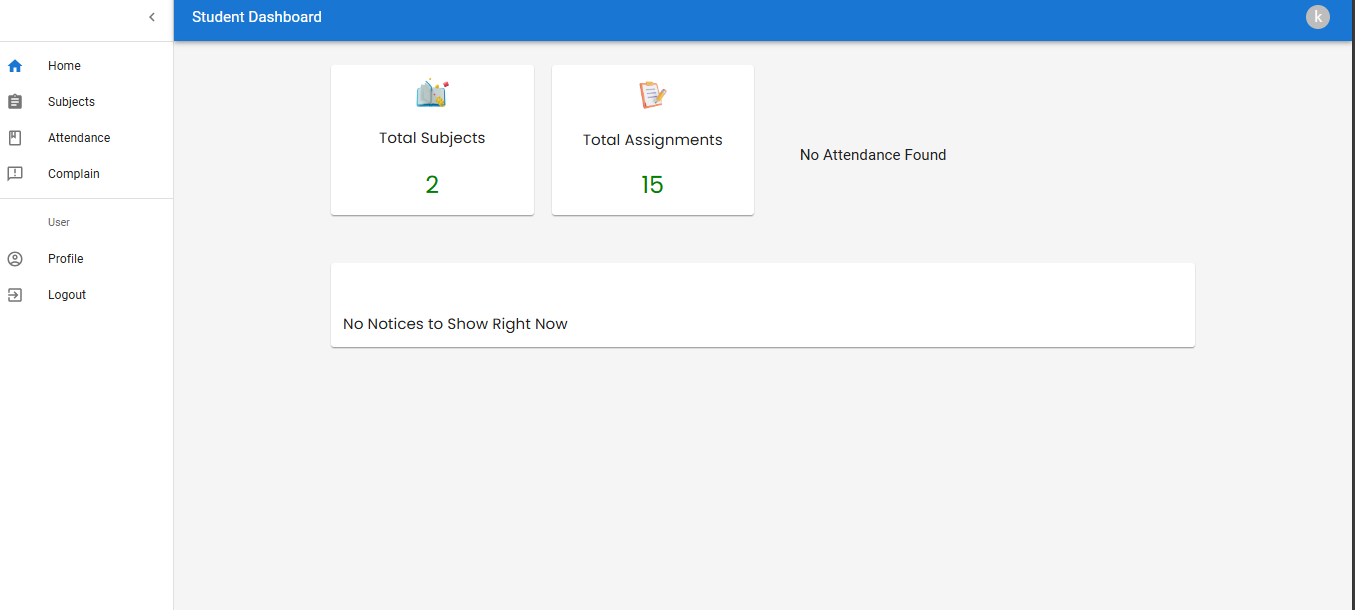 Student Dashboard
k
Home
Subjects
Attendance
Complain
User
Profile
Logout
Total Subjects
2
Total Assignments
15
No Attendance Found
No Notices to Show Right Now